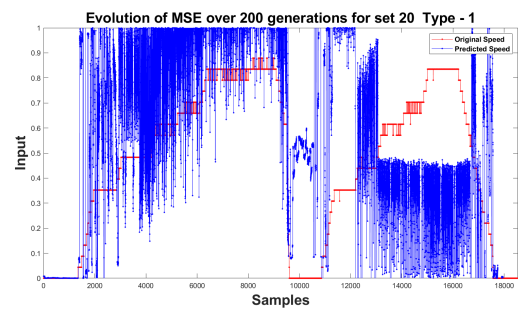 Evolution of MSE over 200 generations for set 20 Type - 1
Original Speed
Predicted Speed
Input
1
0.9
0.8
0.7
0.6
0.5
0.4
0.3
0.2
0.1
0
0 2000 4000 6000 8000 10000 12000 14000 16000 18000
Samples